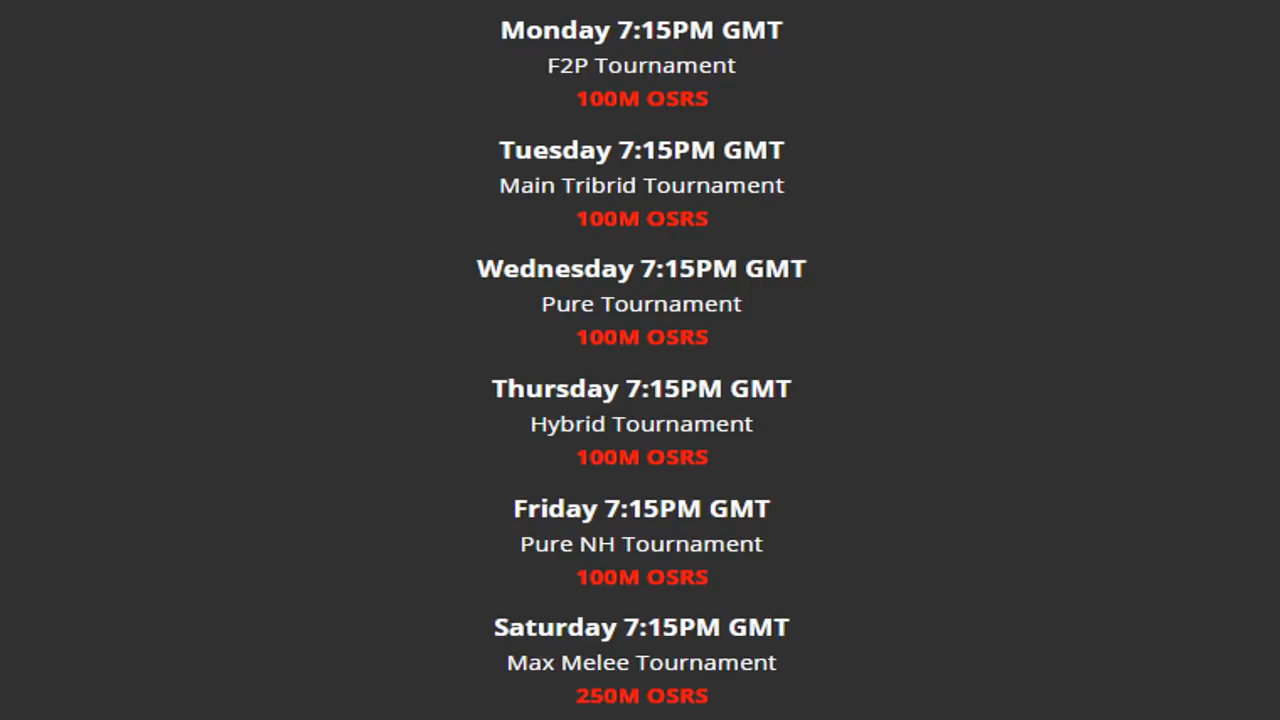 Monday 7:15PM GMT
F2P Tournament
100M OSRS
Tuesday 7:15PM GMT
Main Tribrid Tournament
100M OSRS
Wednesday 7:15PM GMT
Pure Tournament
100M OSRS
Thursday 7:15PM GMT
Hybrid Tournament
100M OSRS
Friday 7:15PM GMT
Pure NH Tournament
100M OSRS
Saturday 7:15PM GMT
Max Melee Tournament
250M OSRS